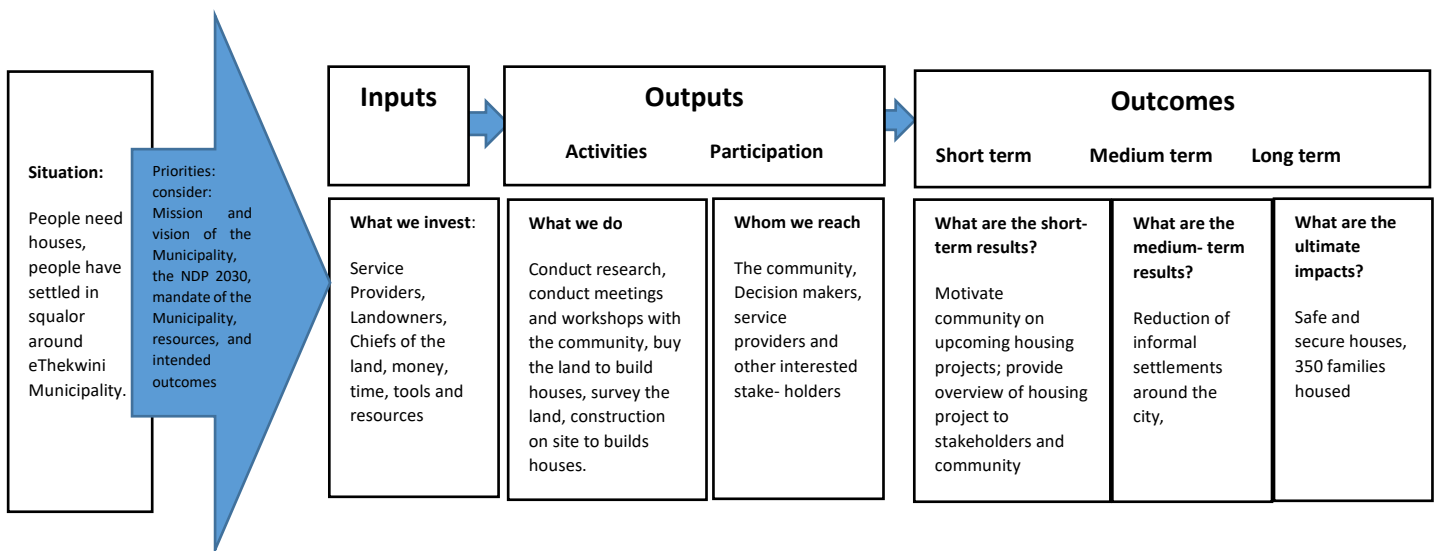 Situation:
People need
houses,
people have
settled in
squalor
around
eThekwini
Municipality.
Priorities:
consider:
Mission and
vision of the
Municipality,
the NDP 2030,
mandate of the
Municipality,
resources, and
intended
outcomes
Inputs
What we invest:
Service
Providers,
Landowners,
Chiefs of the
land, money,
time, tools and
resources
Outputs
Activities Participation
What we do
Conduct research,
conduct meetings
and workshops with
the community, buy
the land to build
houses, survey the
land, construction
on site to builds
houses.
Whom we reach
The community,
Decision makers,
service
providers and
other interested
stake- holders
Outcomes
Short term Medium term Long term
What are the short-
term results?
Motivate
community on
upcoming housing
projects; provide
overview of housing
project to
stakeholders and
community
What are the
medium- term
results?
Reduction of
informal
settlements
around the
city,
What are the
ultimate
impacts?
Safe and
secure houses,
350 families
housed